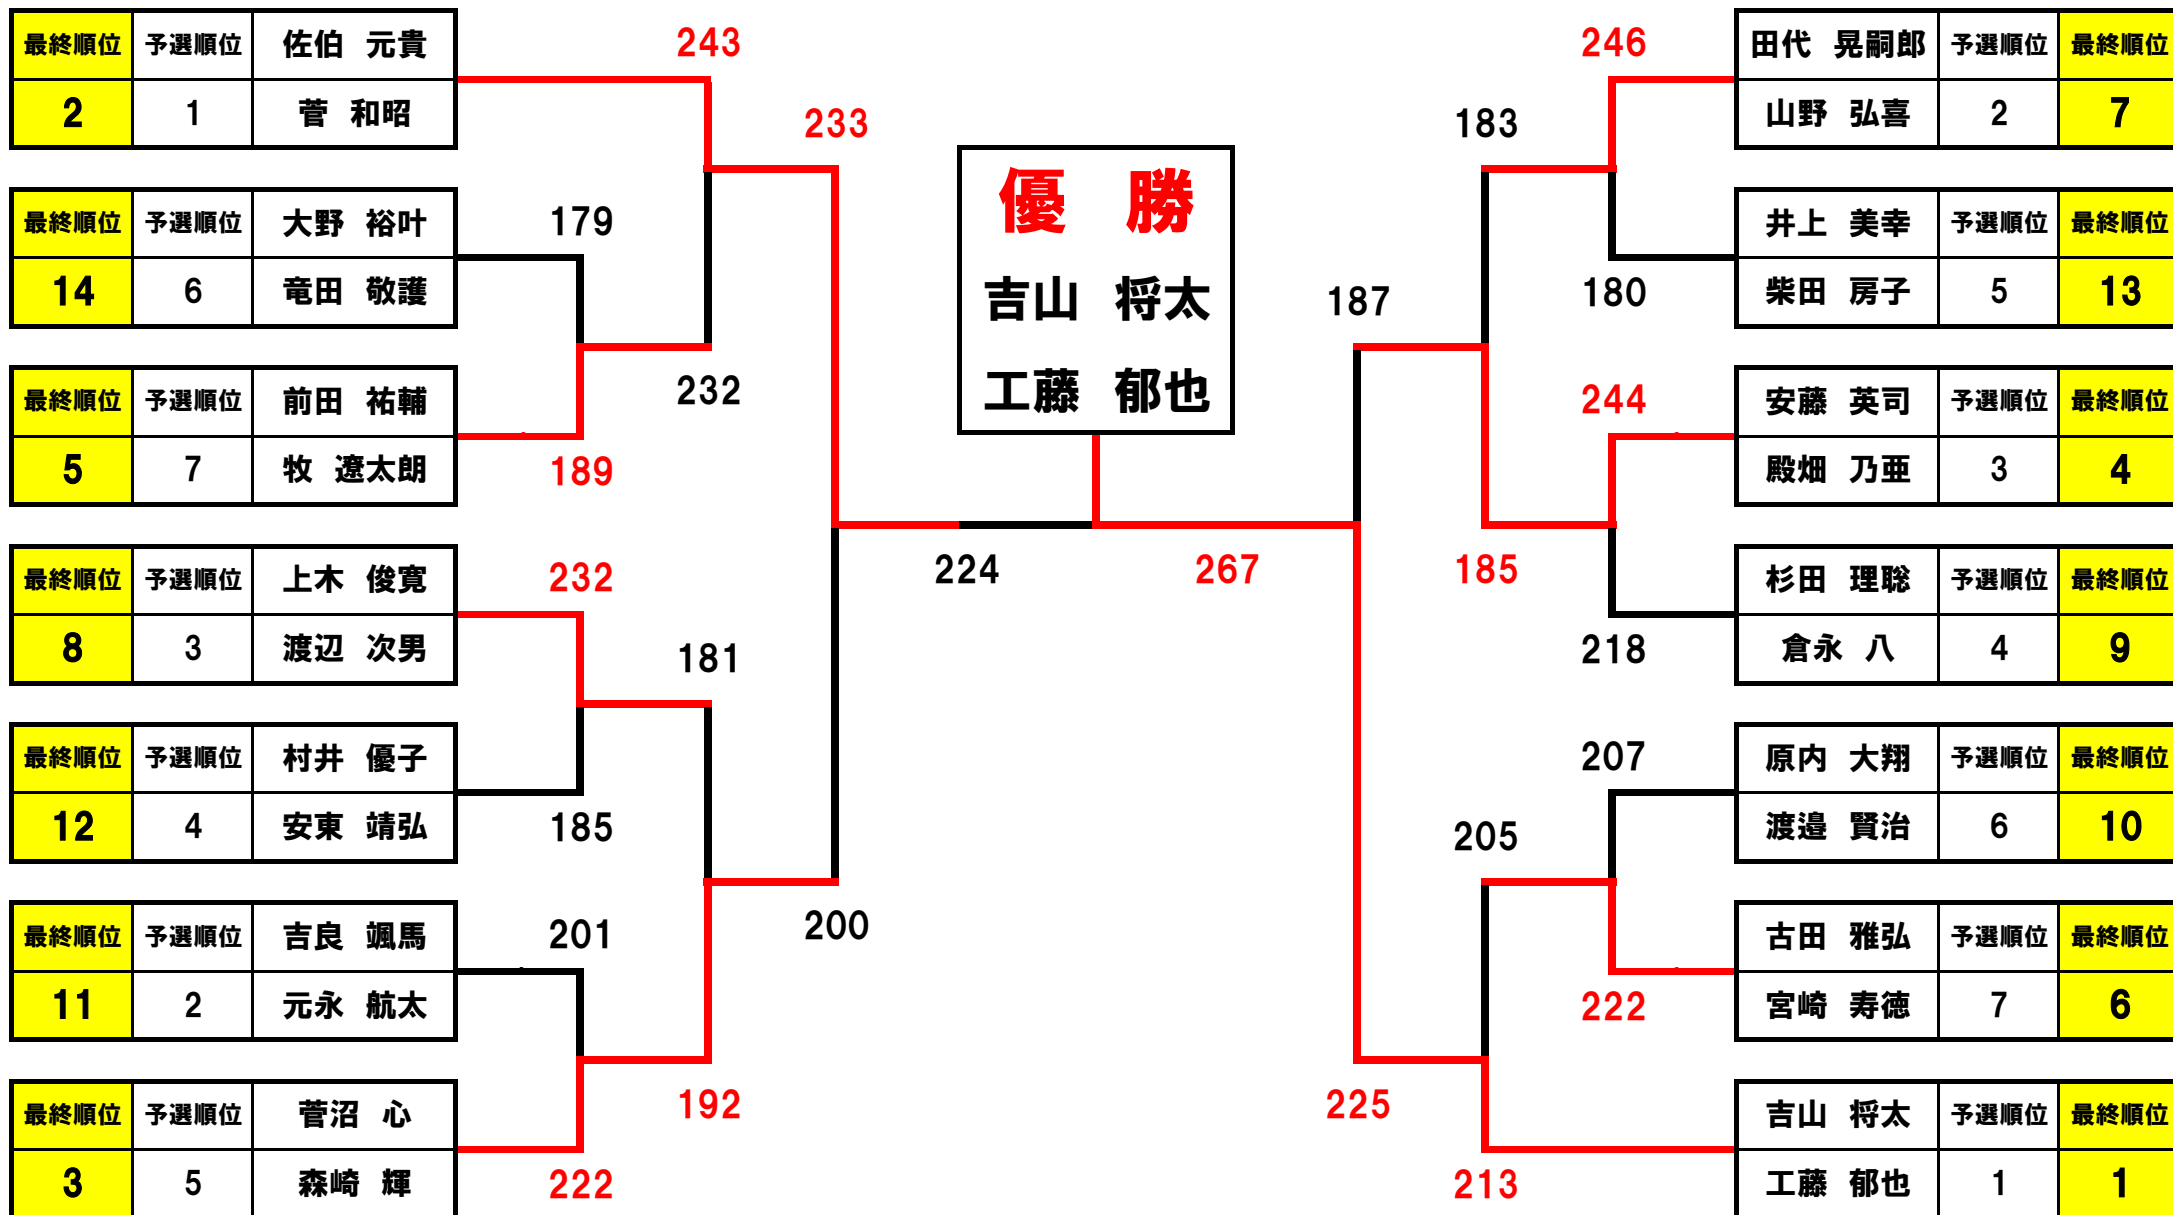 最終順位 予選順位 佐伯 元貴
2 1 菅 和昭
最終順位 予選順位 大野 裕叶
14 6 竜田 敬護
最終順位 予選順位 前田 祐輔
5 7 牧 遼太朗
最終順位 予選順位 上木 俊寛
8 3 渡辺 次男
最終順位 予選順位 村井 優子
12 4 安東 靖弘
最終順位 予選順位 吉良 颯馬
11 2 元永 航太
最終順位 予選順位 菅沼 心
3 5 森崎 輝
243
179
189
232
185
201
222
233
232
181
192
200
224
優 勝
吉山 将太
工藤 郁也
267
187
225
183
185
205
213
246
180
244
218
207
222
田代 晃嗣郎 予選順位 最終順位
山野 弘喜 2 7
井上 美幸 予選順位 最終順位
柴田 房子 5 13
安藤 英司 予選順位 最終順位
殿畑 乃亜 3 4
杉田 理聡 予選順位 最終順位
倉永 八 4 9
原内 大翔 予選順位 最終順位
渡邉 賢治 6 10
古田 雅弘 予選順位 最終順位
宮崎 寿徳 7 6
吉山 将太 予選順位 最終順位
工藤 郁也 1 1